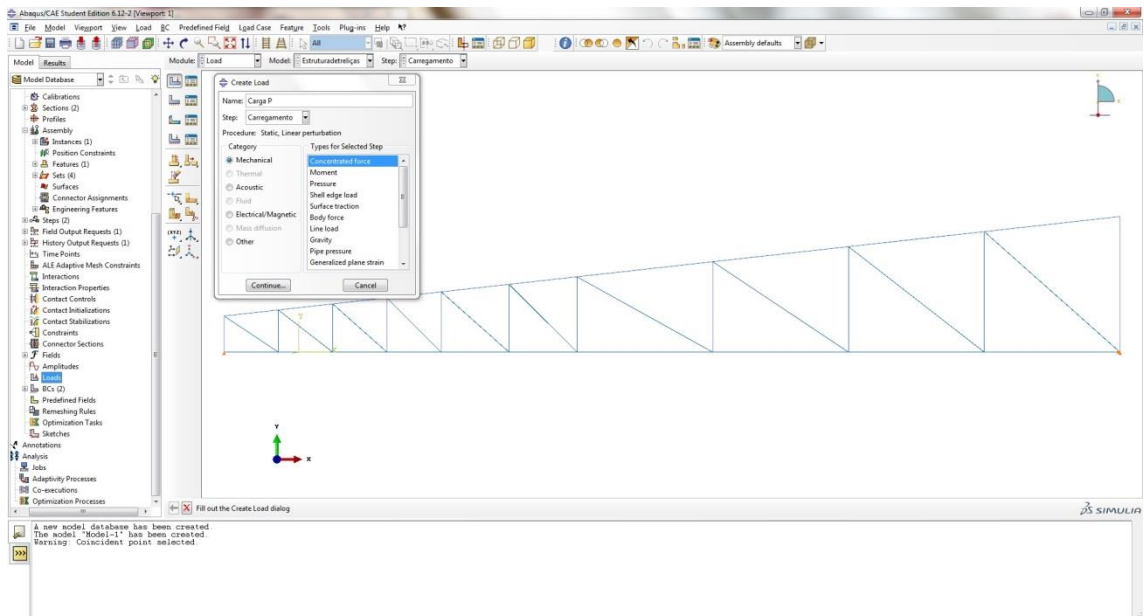 Abaqus/CAE Student Edition 6.12-2 [Viewport: 1]
File Model Viewport View Load BC Predefined Field Load Case Feature Tools Plug-ins Help
All
Assembly defaults
Model Results
Module: Load Model: Estruturadetreliças Step: Carregamento
Model Database
Calibrations
Sections (2)
Profiles
Assembly
Instances (1)
Position Constraints
Features (1)
Sets (4)
Surfaces
Connector Assignments
Engineering Features
Steps (2)
Field Output Requests (1)
History Output Requests (1)
Time Points
ALE Adaptive Mesh Constraints
Interactions
Interaction Properties
Contact Controls
Contact Initializations
Contact Stabilizations
Constraints
Connector Sections
Fields
Amplitudes
Loads
BCs (2)
Predefined Fields
Remeshing Rules
Optimization Tasks
Sketches
Annotations
Analysis
Jobs
Adaptivity Processes
Co-executions
Optimization Processes
(XYZ)
Create Load
Name: Carga P
Step: Carregamento
Procedure: Static, Linear perturbation
Category
Mechanical
Thermal
Acoustic
Fluid
Electrical/Magnetic
Mass diffusion
Other
Types for Selected Step
Concentrated force
Moment
Pressure
Shell edge load
Surface traction
Body force
Line load
Gravity
Pipe pressure
Generalized plane strain
Continue... Cancel
Y
X
Y
X
Fill out the Create Load dialog
SIMULIA
A new model database has been created.
The model "Model-1" has been created.
Warning: Coincident point selected.
>>>